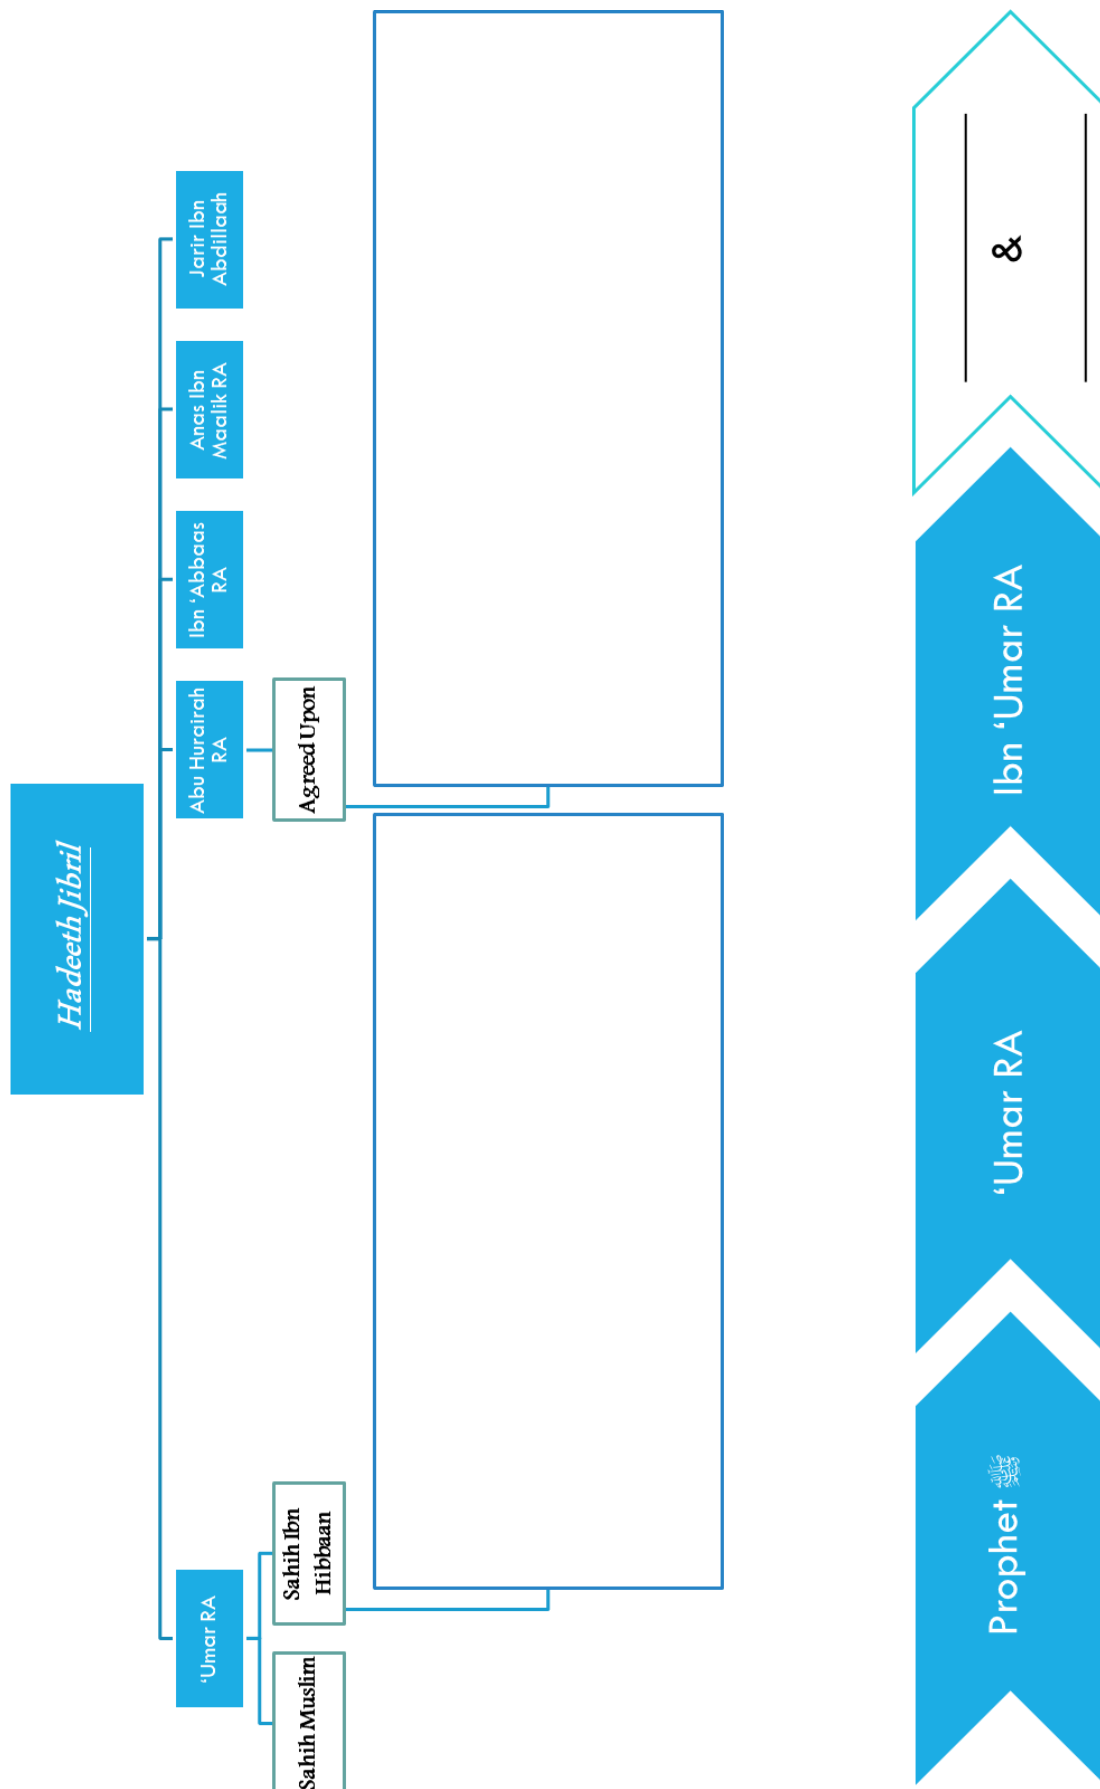 Hadeeth Jibril
‘Umar RA
Abu Hurairah
RA
Ibn ‘Abbaas
RA
Anas Ibn
Maalik RA
Jarir Ibn
Abdillaah
Sahih Muslim
Sahih Ibn
Hibbaan
Agreed Upon
Prophet ﷺ
‘Umar RA
Ibn ‘Umar RA
&